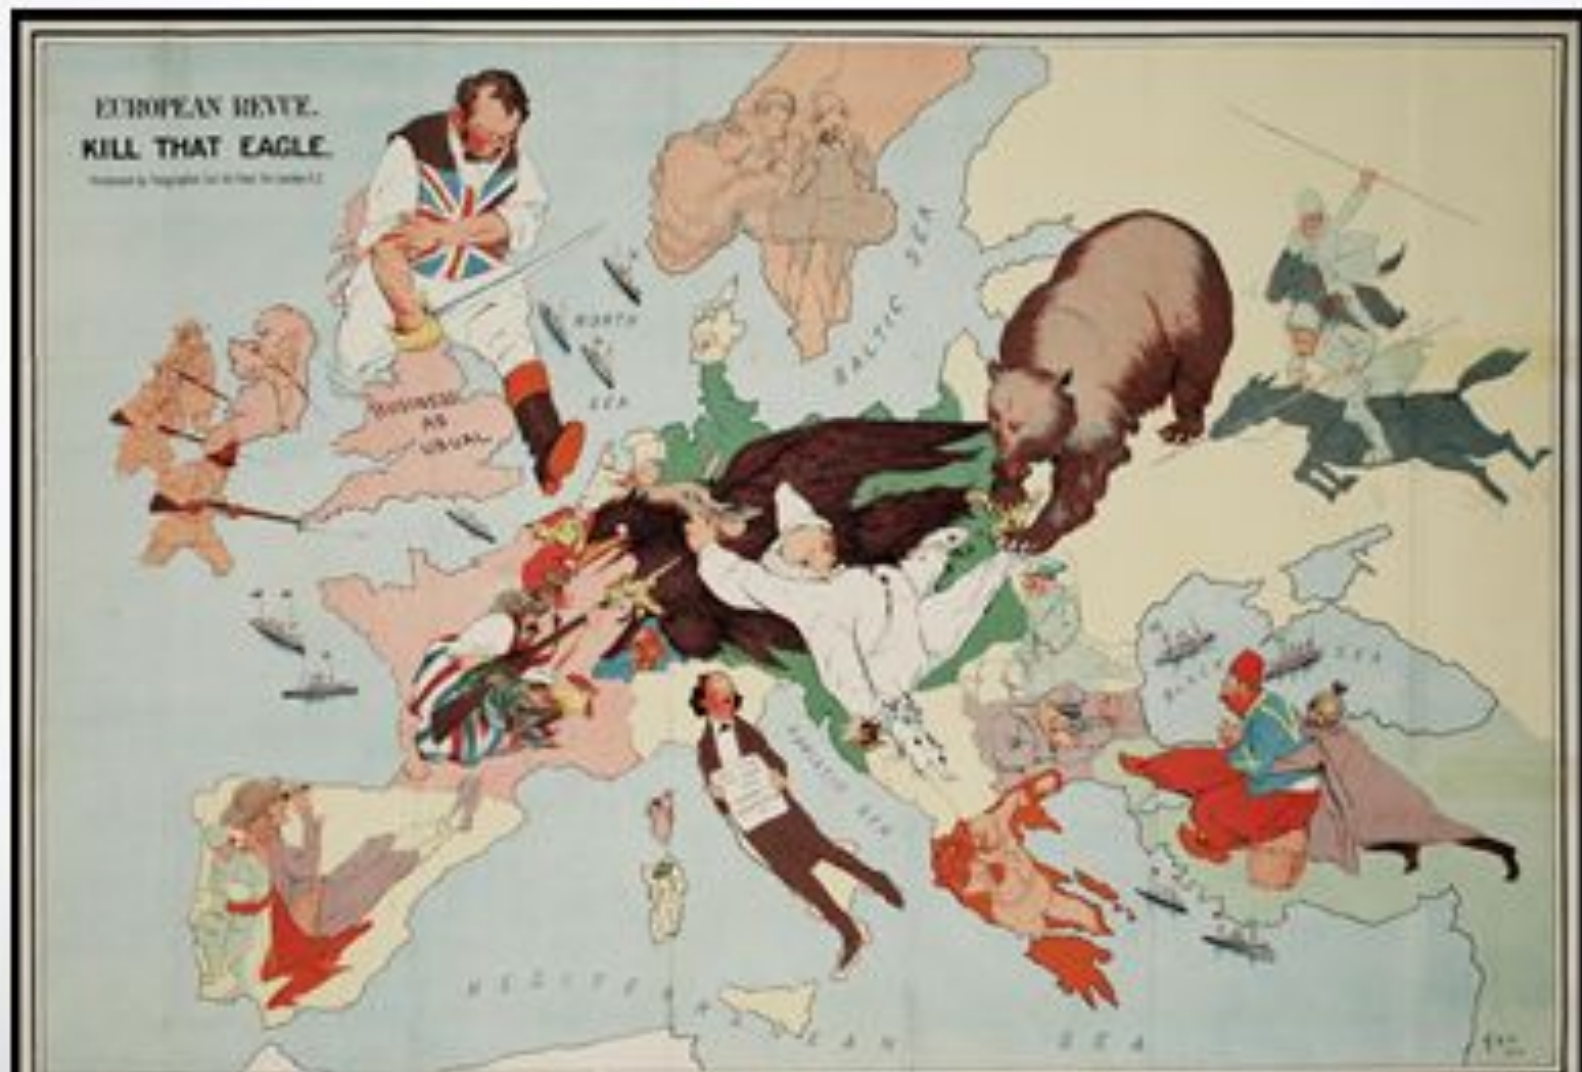 EUROPEAN REVUE.
KILL THAT EAGLE.
NORTH
SEA
BALTIC SEA
BUSINESS
AS
USUAL
BLACK SEA
ADRIATIC SEA
MEDITERRANEAN SEA